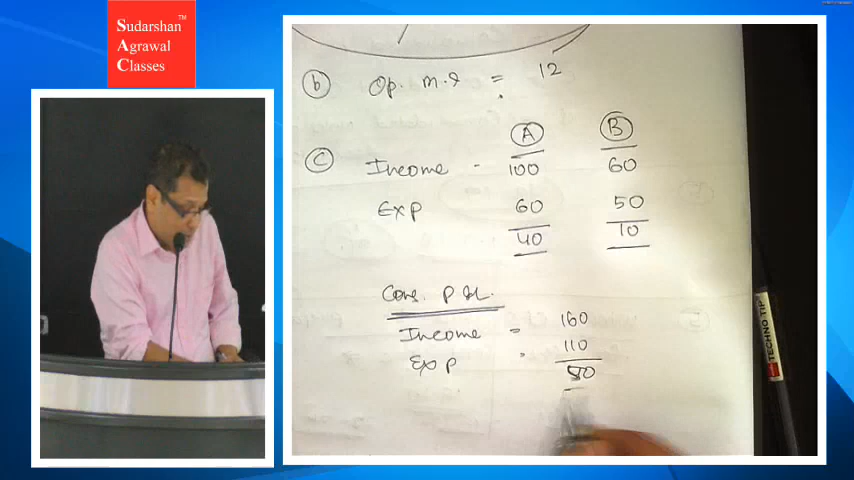 Sudarshan™
Agrawal
Classes
(b) Op. m.I = 12
(A) (B)
(c) Income - 100 60
Exp 60 50
40 10
Cons. P &L.
Income = 160
Exp 110
50
TECHNO TIP